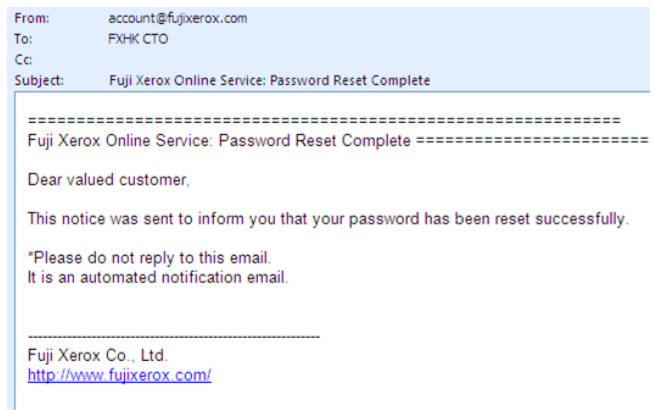 From: account@fujixerox.com
To: FXHK CTO
Cc:
Subject: Fuji Xerox Online Service: Password Reset Complete
=============================================================
Fuji Xerox Online Service: Password Reset Complete ========================
Dear valued customer,
This notice was sent to inform you that your password has been reset successfully.
*Please do not reply to this email.
It is an automated notification email.
------------------------------------------------------------
Fuji Xerox Co., Ltd.
http://www.fujixerox.com/